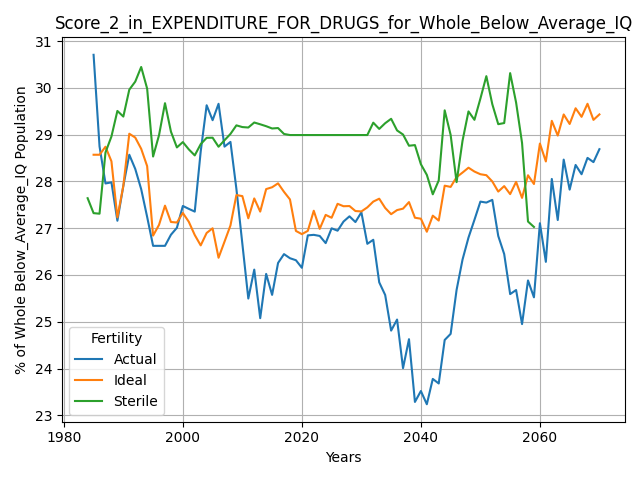 Score_2_in_EXPENDITURE_FOR_DRUGS_for_Whole_Below_Average_IQ
31
30
29
28
27
26
25
24
23
% of Whole Below_Average_IQ Population
Fertility
Actual
Ideal
Sterile
1980 2000 2020 2040 2060
Years